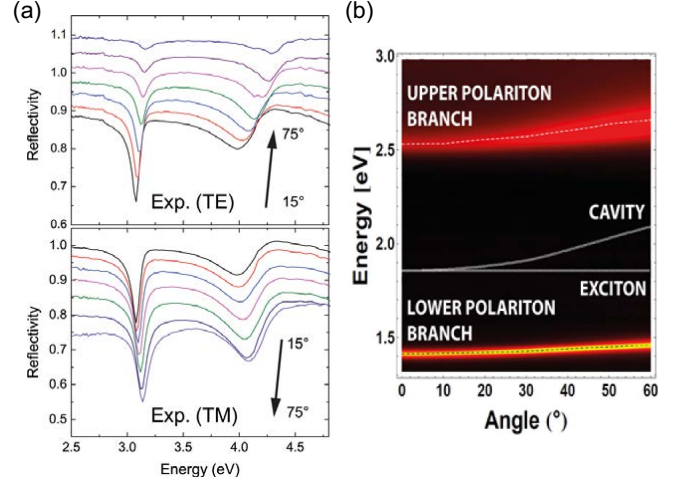 (a)
1.1
1.0
0.9
0.8
0.7
0.6
Reflectivity
75°
15°
Exp. (TE)
1.0
0.9
0.8
0.7
0.6
0.5
Reflectivity
15°
75°
Exp. (TM)
2.5 3.0 3.5 4.0 4.5
Energy (eV)
(b)
3.0
2.5
2.0
1.5
Energy [eV]
UPPER POLARITON
BRANCH
CAVITY
EXCITON
LOWER POLARITON
BRANCH
0 10 20 30 40 50 60
Angle (°)